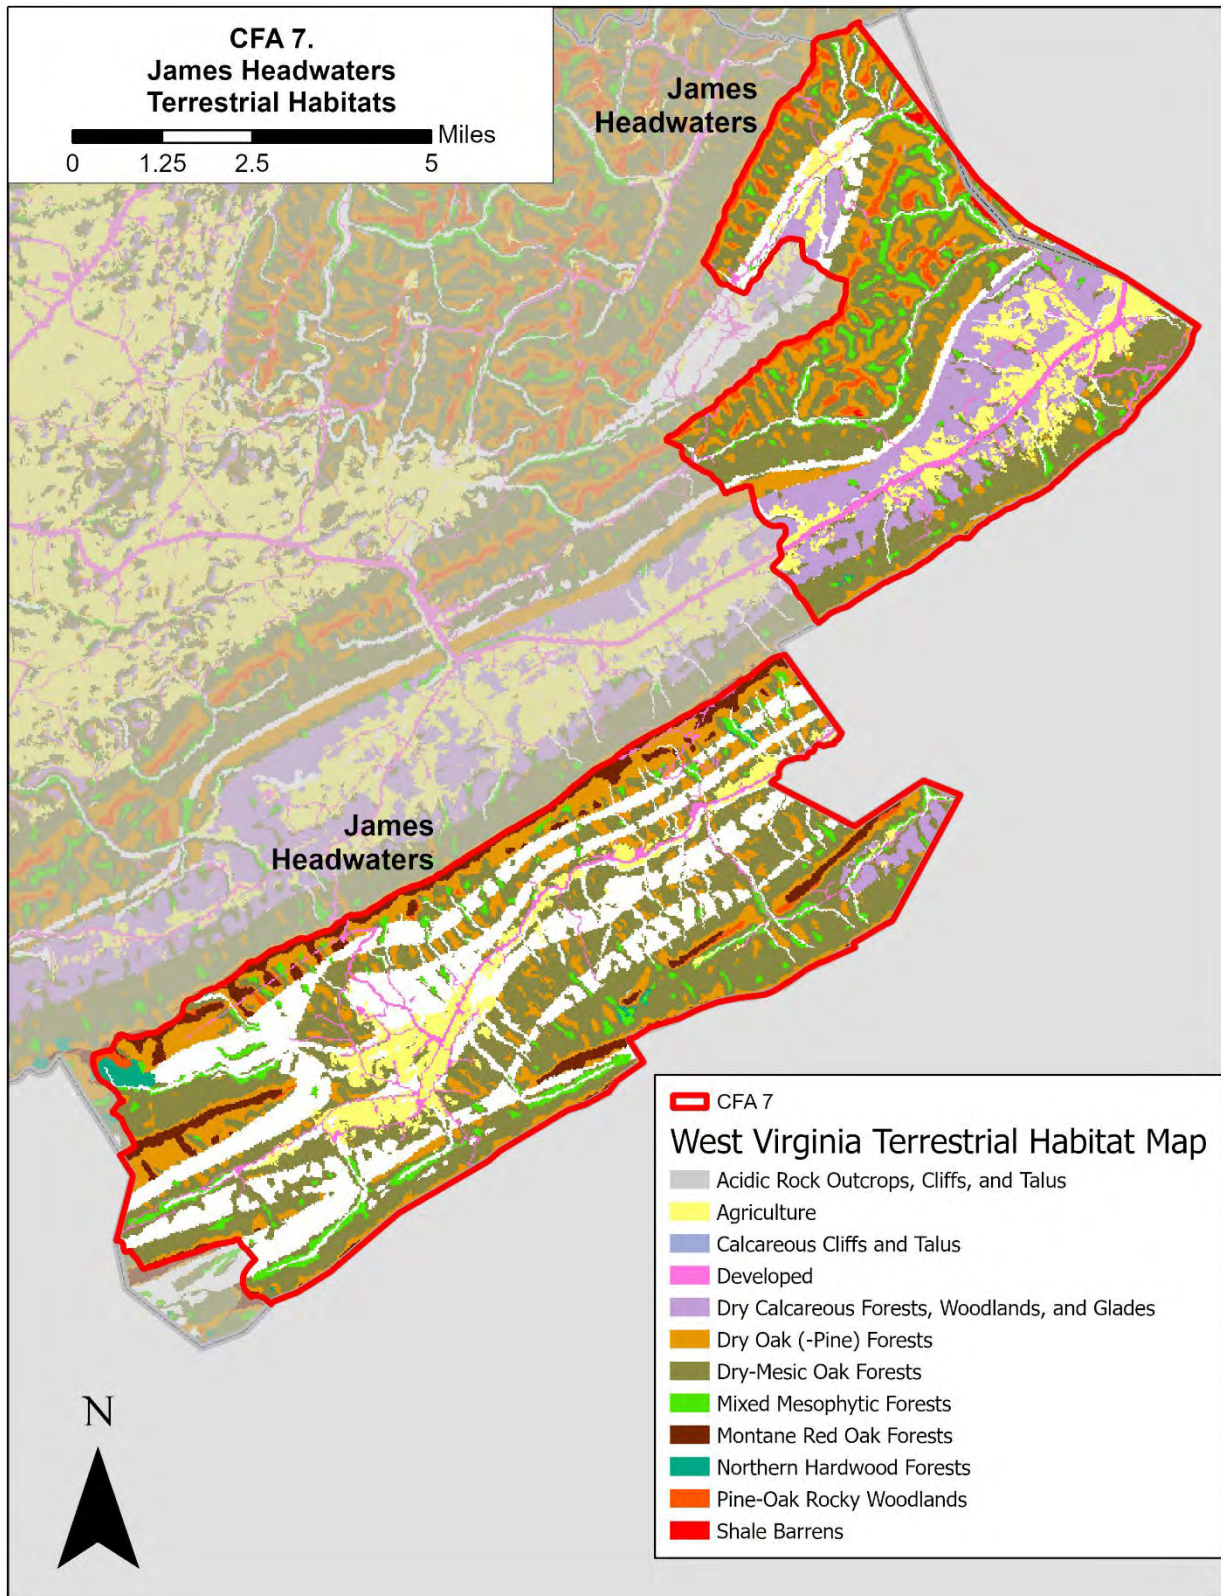 CFA 7.
James Headwaters
Terrestrial Habitats
Miles
0 1.25 2.5 5
James
Headwaters
James
Headwaters
N
CFA 7
West Virginia Terrestrial Habitat Map
Acidic Rock Outcrops, Cliffs, and Talus
Agriculture
Calcareous Cliffs and Talus
Developed
Dry Calcareous Forests, Woodlands, and Glades
Dry Oak (-Pine) Forests
Dry-Mesic Oak Forests
Mixed Mesophytic Forests
Montane Red Oak Forests
Northern Hardwood Forests
Pine-Oak Rocky Woodlands
Shale Barrens